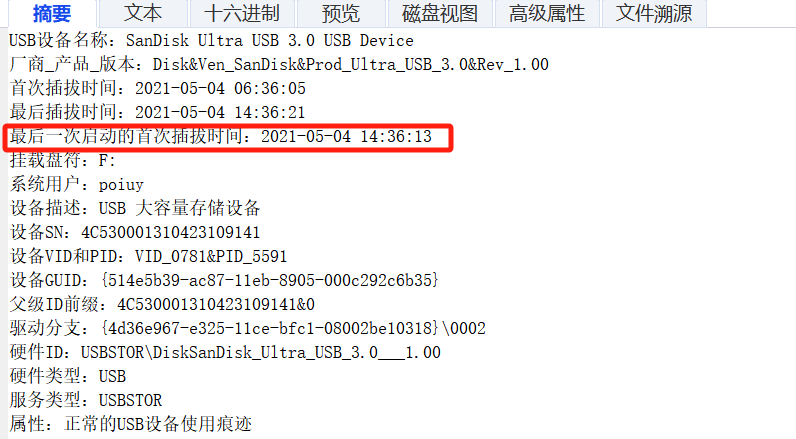 摘要 文本 十六进制 预览 磁盘视图 高级属性 文件溯源
USB设备名称：SanDisk Ultra USB 3.0 USB Device
厂商_产品_版本：Disk&Ven_SanDisk&Prod_Ultra_USB_3.0&Rev_1.00
首次插拔时间：2021-05-04 06:36:05
最后插拔时间：2021-05-04 14:36:21
最后一次启动的首次插拔时间：2021-05-04 14:36:13
挂载盘符：F:
系统用户：poiuy
设备描述：USB 大容量存储设备
设备SN：4C530001310423109141
设备VID和PID：VID_0781&PID_5591
设备GUID：{514e5b39-ac87-11eb-8905-000c292c6b35}
父级ID前缀：4C530001310423109141&0
驱动分支：{4d36e967-e325-11ce-bfc1-08002be10318}\0002
硬件ID：USBSTOR\DiskSanDisk_Ultra_USB_3.0___1.00
硬件类型：USB
服务类型：USBSTOR
属性：正常的USB设备使用痕迹